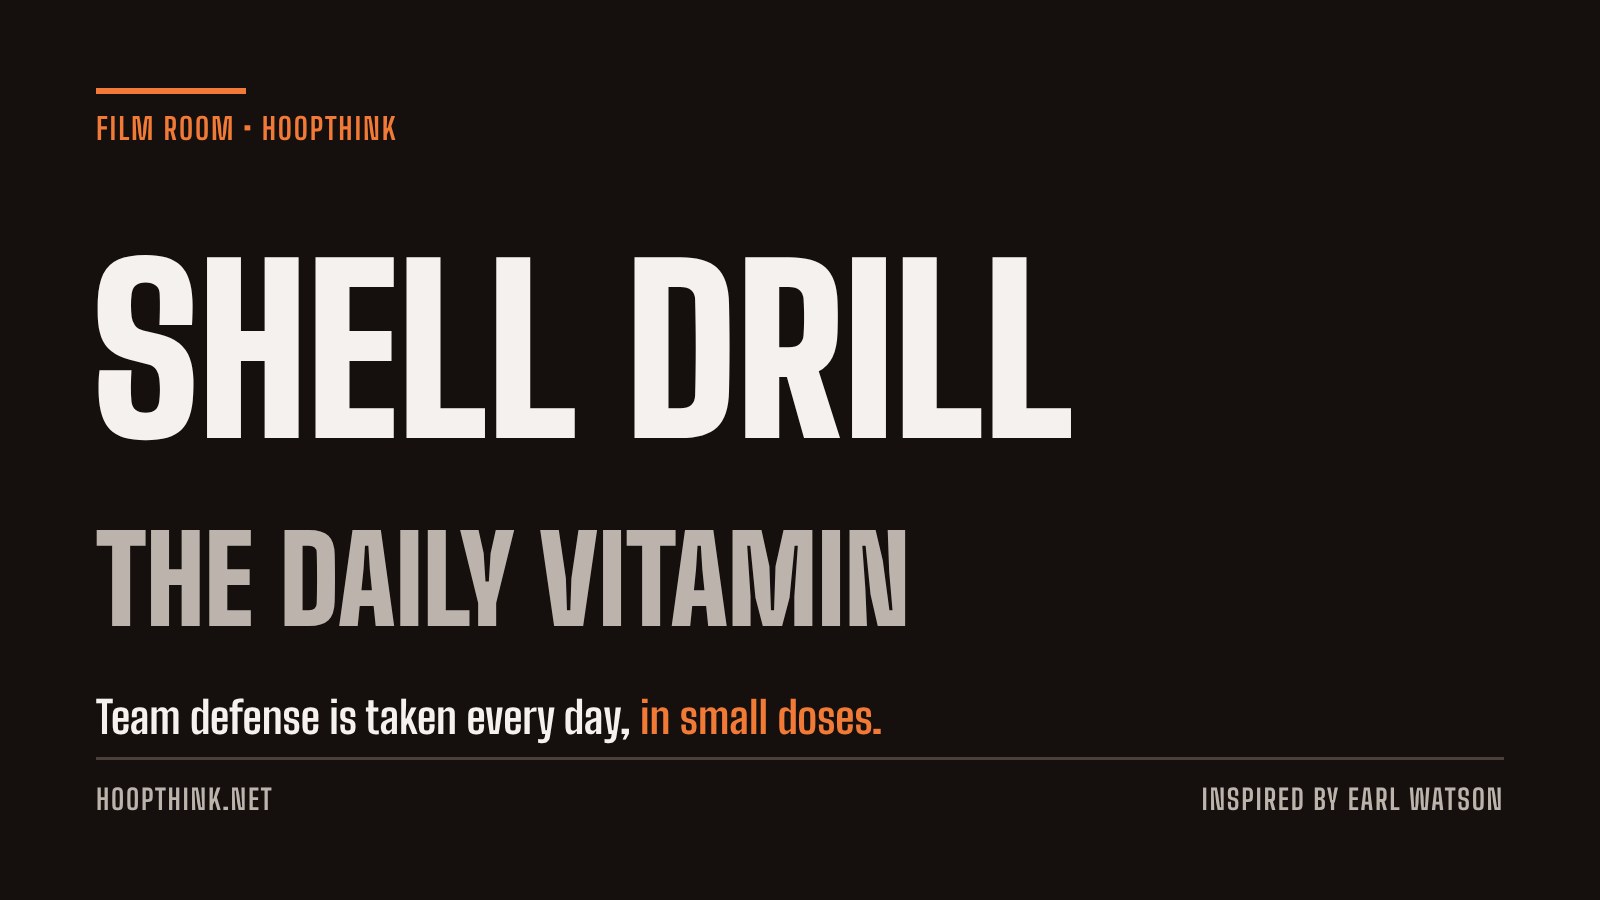 FILM ROOM · HOOPTHINK
SHELL DRILL
THE DAILY VITAMIN
Team defense is taken every day, in small doses.
HOOPTHINK.NET
INSPIRED BY EARL WATSON